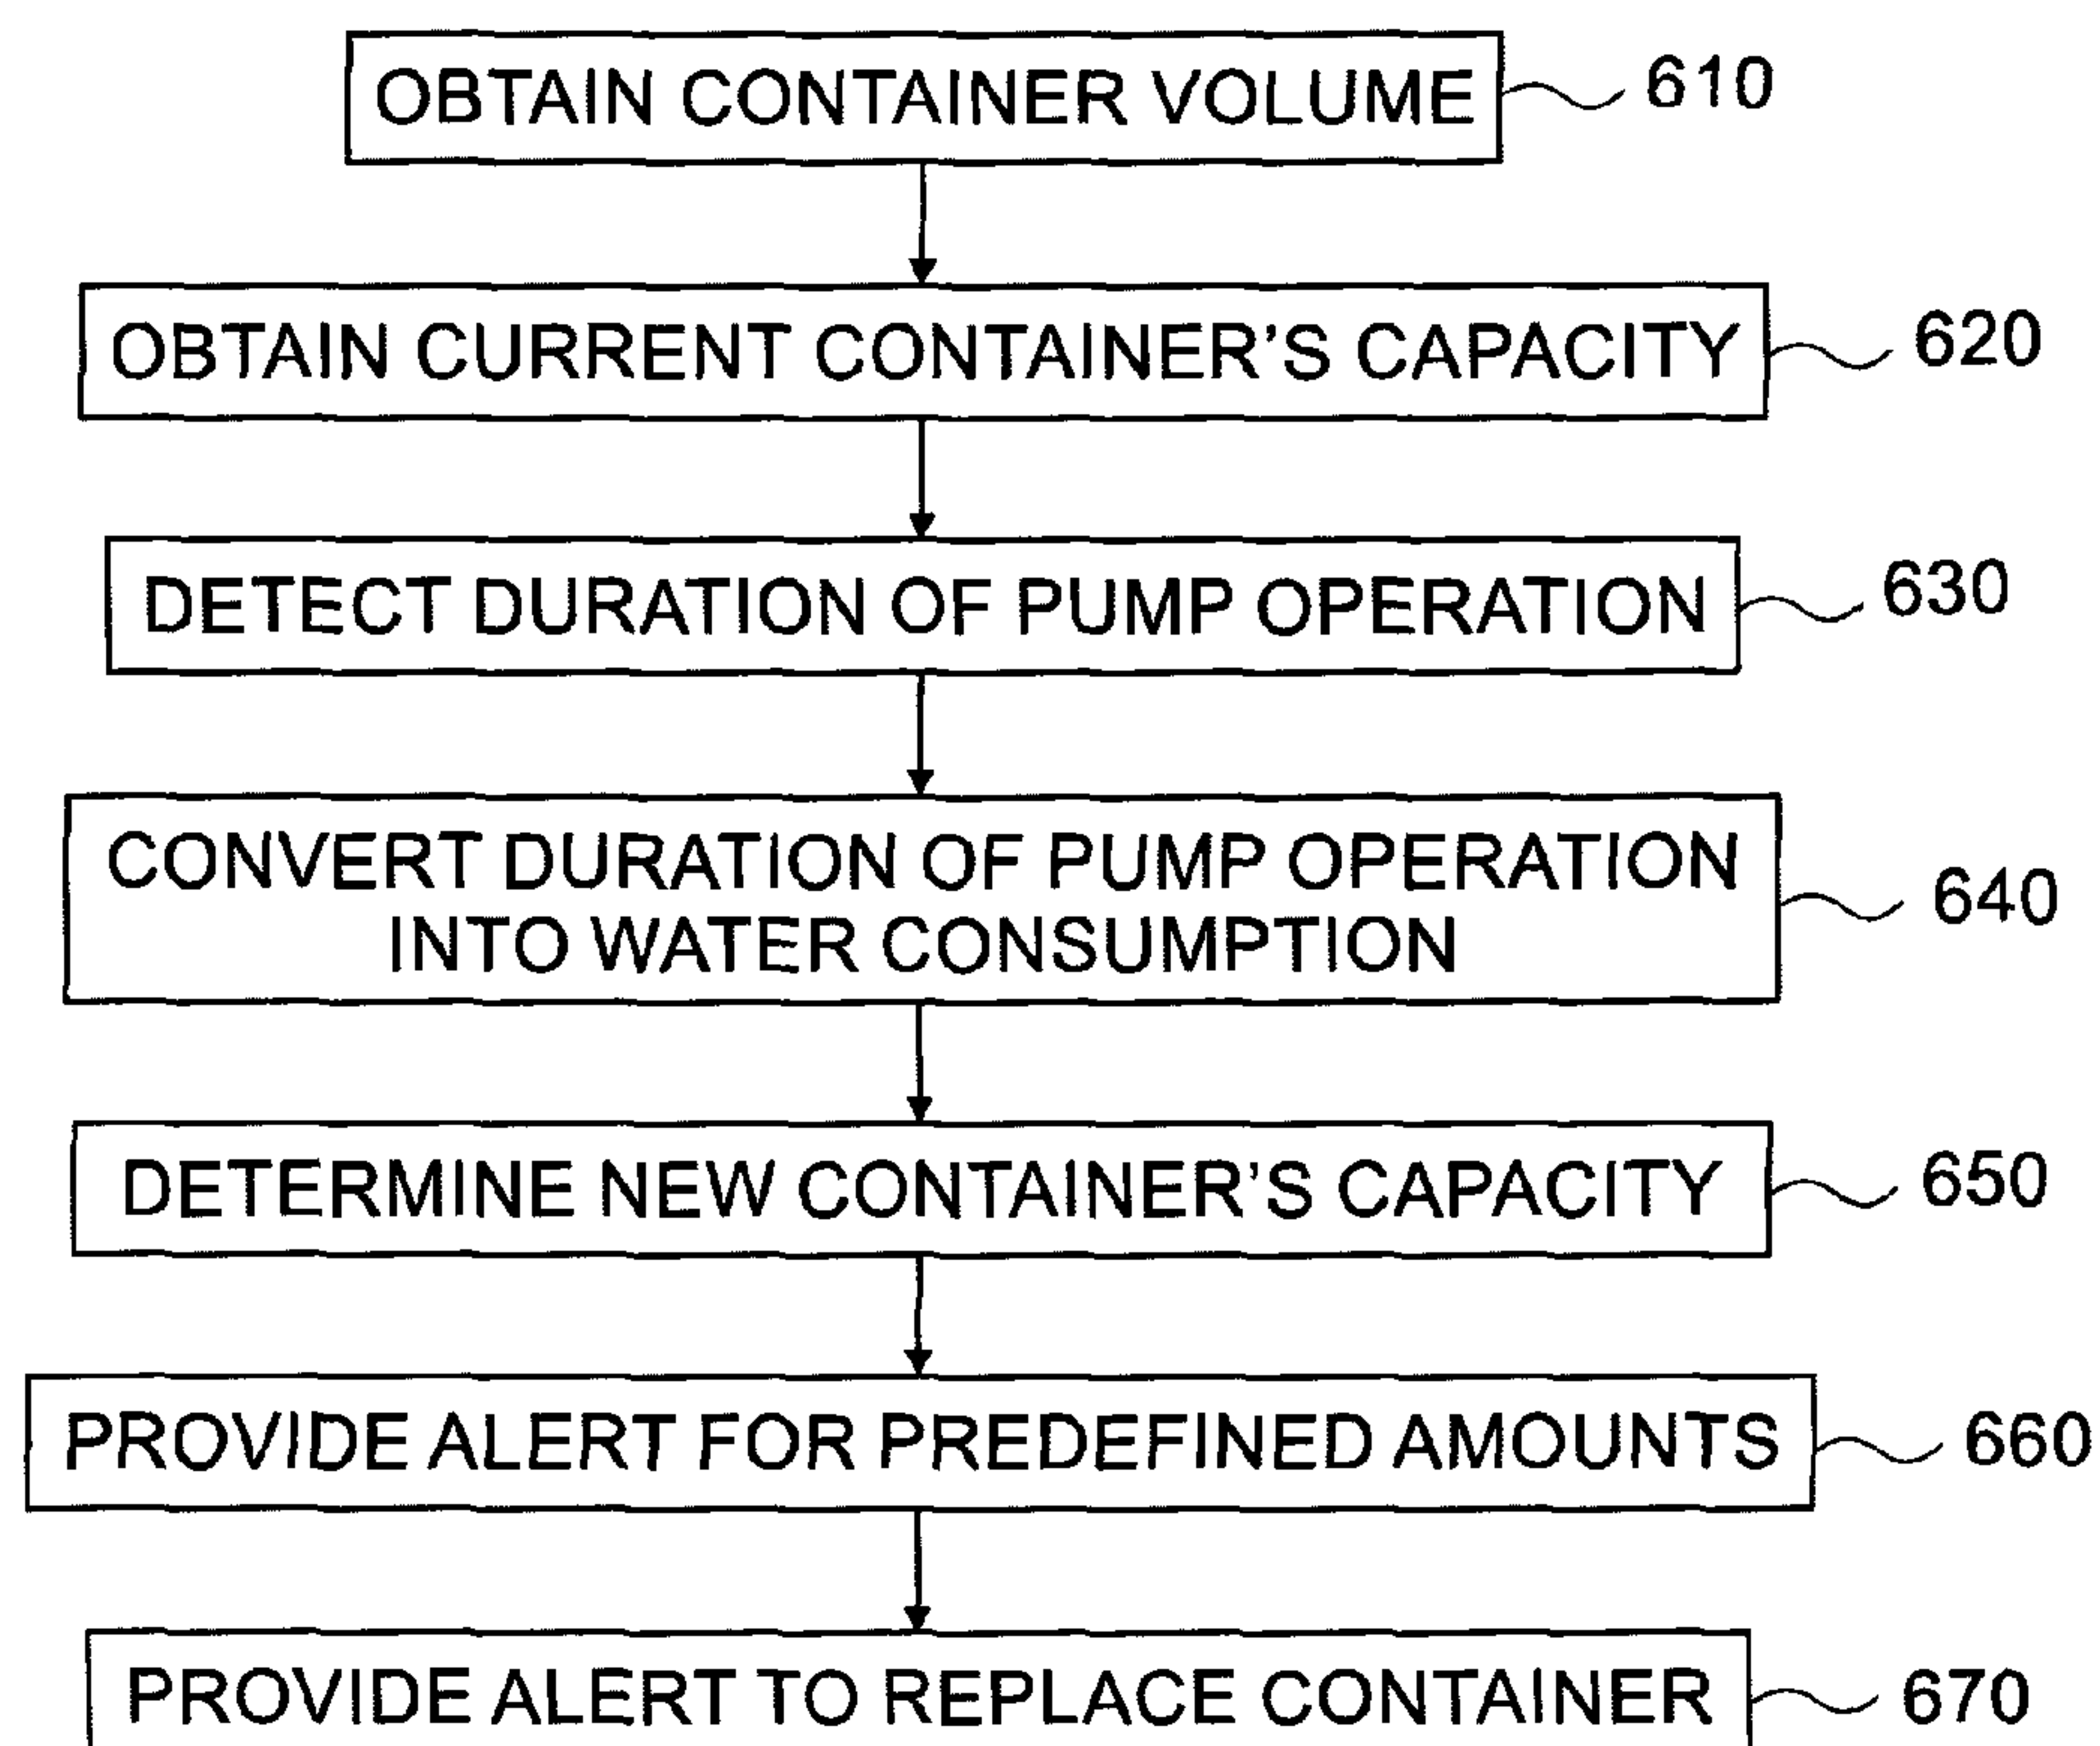 OBTAIN CONTAINER VOLUME 610
OBTAIN CURRENT CONTAINER'S CAPACITY 620
DETECT DURATION OF PUMP OPERATION 630
CONVERT DURATION OF PUMP OPERATION
INTO WATER CONSUMPTION 640
DETERMINE NEW CONTAINER'S CAPACITY 650
PROVIDE ALERT FOR PREDEFINED AMOUNTS 660
PROVIDE ALERT TO REPLACE CONTAINER 670